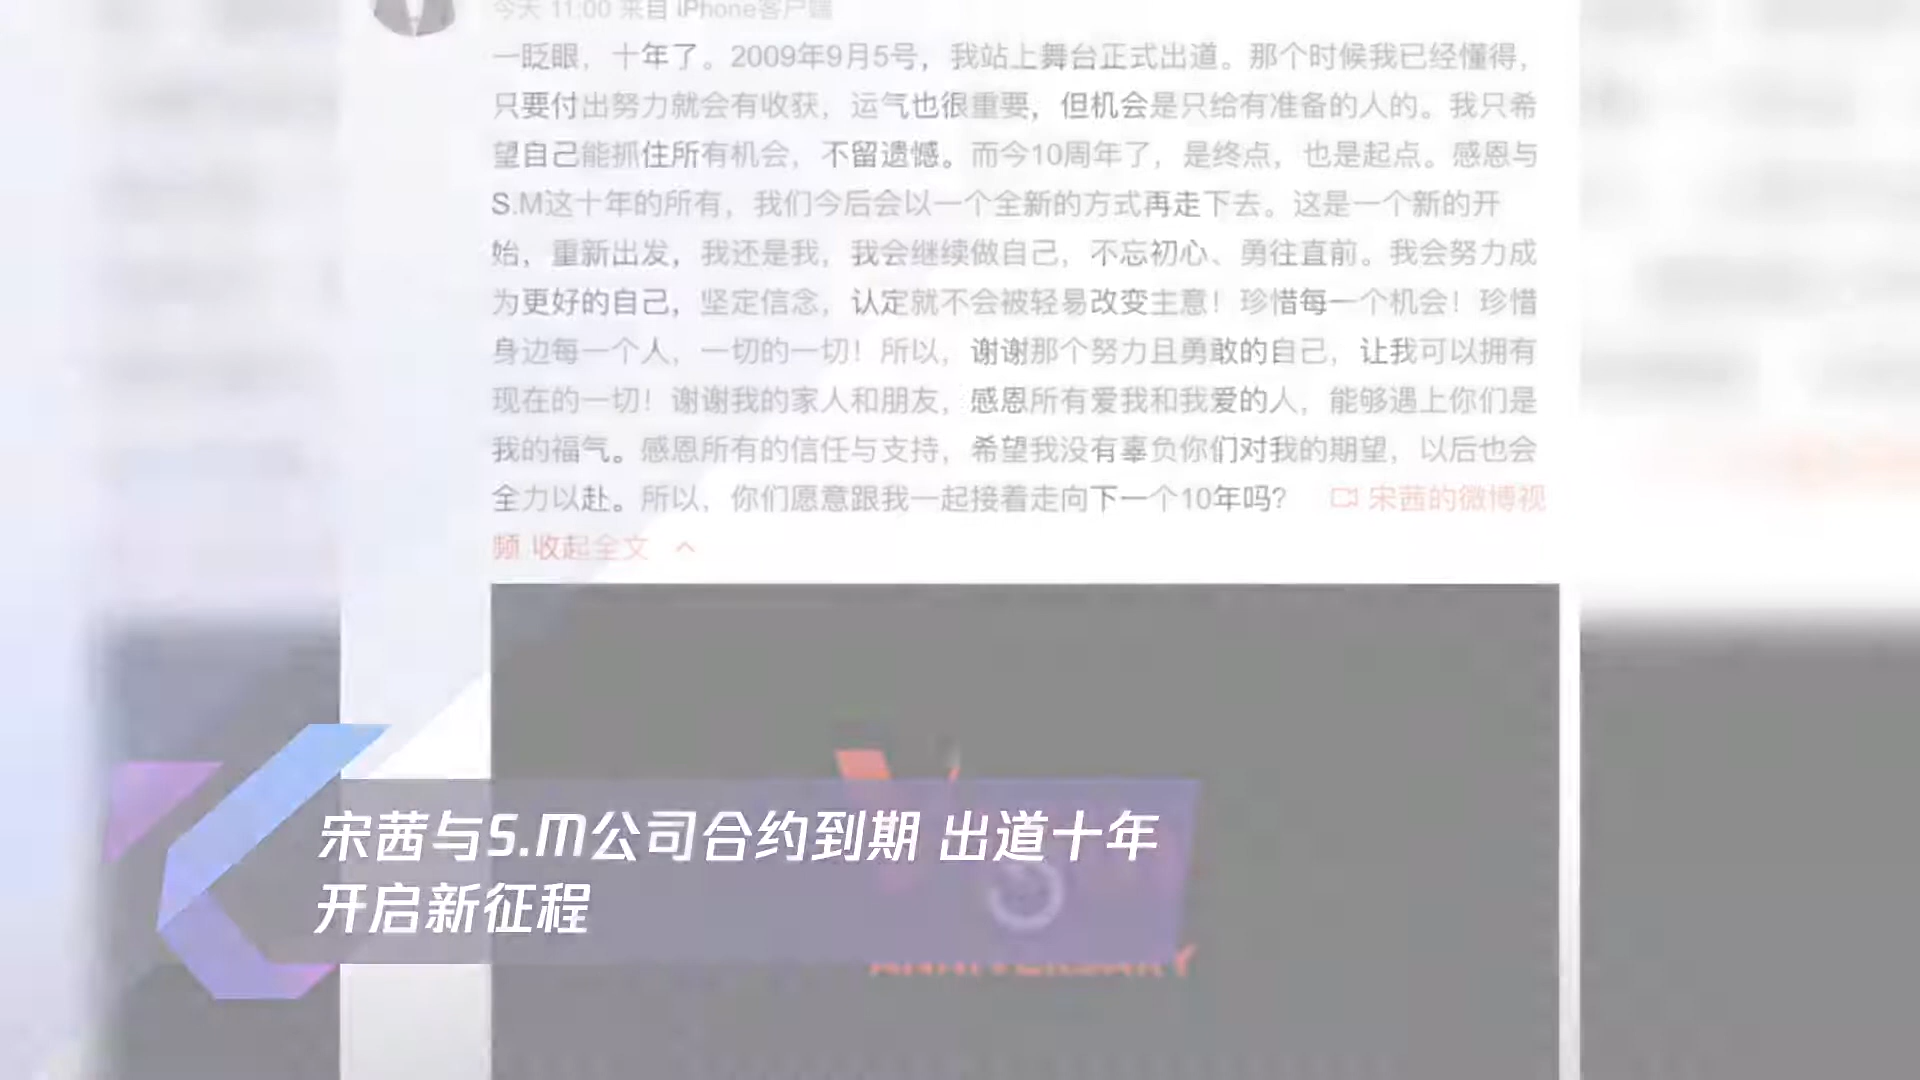 今天 11:00 来自 iPhone客户端
一眨眼，十年了。2009年9月5号，我站上舞台正式出道。那个时候我已经懂得，
只要付出努力就会有收获，运气也很重要，但机会是只给有准备的人的。我只希
望自己能抓住所有机会，不留遗憾。而今10周年了，是终点，也是起点。感恩与
S.M这十年的所有，我们今后会以一个全新的方式再走下去。这是一个新的开
始，重新出发，我还是我，我会继续做自己，不忘初心、勇往直前。我会努力成
为更好的自己，坚定信念，认定就不会被轻易改变主意！珍惜每一个机会！珍惜
身边每一个人，一切的一切！所以，谢谢那个努力且勇敢的自己，让我可以拥有
现在的一切！谢谢我的家人和朋友，感恩所有爱我和我爱的人，能够遇上你们是
我的福气。感恩所有的信任与支持，希望我没有辜负你们对我的期望，以后也会
全力以赴。所以，你们愿意跟我一起接着走向下一个10年吗？ 宋茜的微博视
频 收起全文
宋茜与S.M公司合约到期 出道十年
开启新征程
ANNIVERSARY